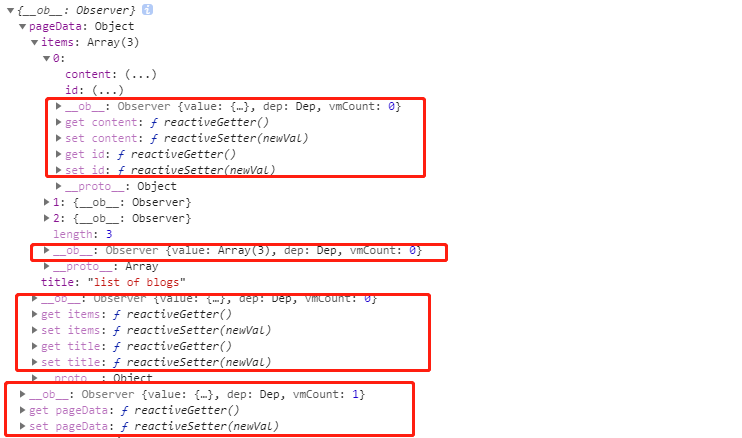 {__ob__: Observer} i
pageData: Object
items: Array(3)
0:
content: (...)
id: (...)
__ob__: Observer {value: {…}, dep: Dep, vmCount: 0}
get content: ƒ reactiveGetter()
set content: ƒ reactiveSetter(newVal)
get id: ƒ reactiveGetter()
set id: ƒ reactiveSetter(newVal)
__proto__: Object
1: {__ob__: Observer}
2: {__ob__: Observer}
length: 3
__ob__: Observer {value: Array(3), dep: Dep, vmCount: 0}
__proto__: Array
title: "list of blogs"
__ob__: Observer {value: {…}, dep: Dep, vmCount: 0}
get items: ƒ reactiveGetter()
set items: ƒ reactiveSetter(newVal)
get title: ƒ reactiveGetter()
set title: ƒ reactiveSetter(newVal)
__proto__: Object
__ob__: Observer {value: {…}, dep: Dep, vmCount: 1}
get pageData: ƒ reactiveGetter()
set pageData: ƒ reactiveSetter(newVal)